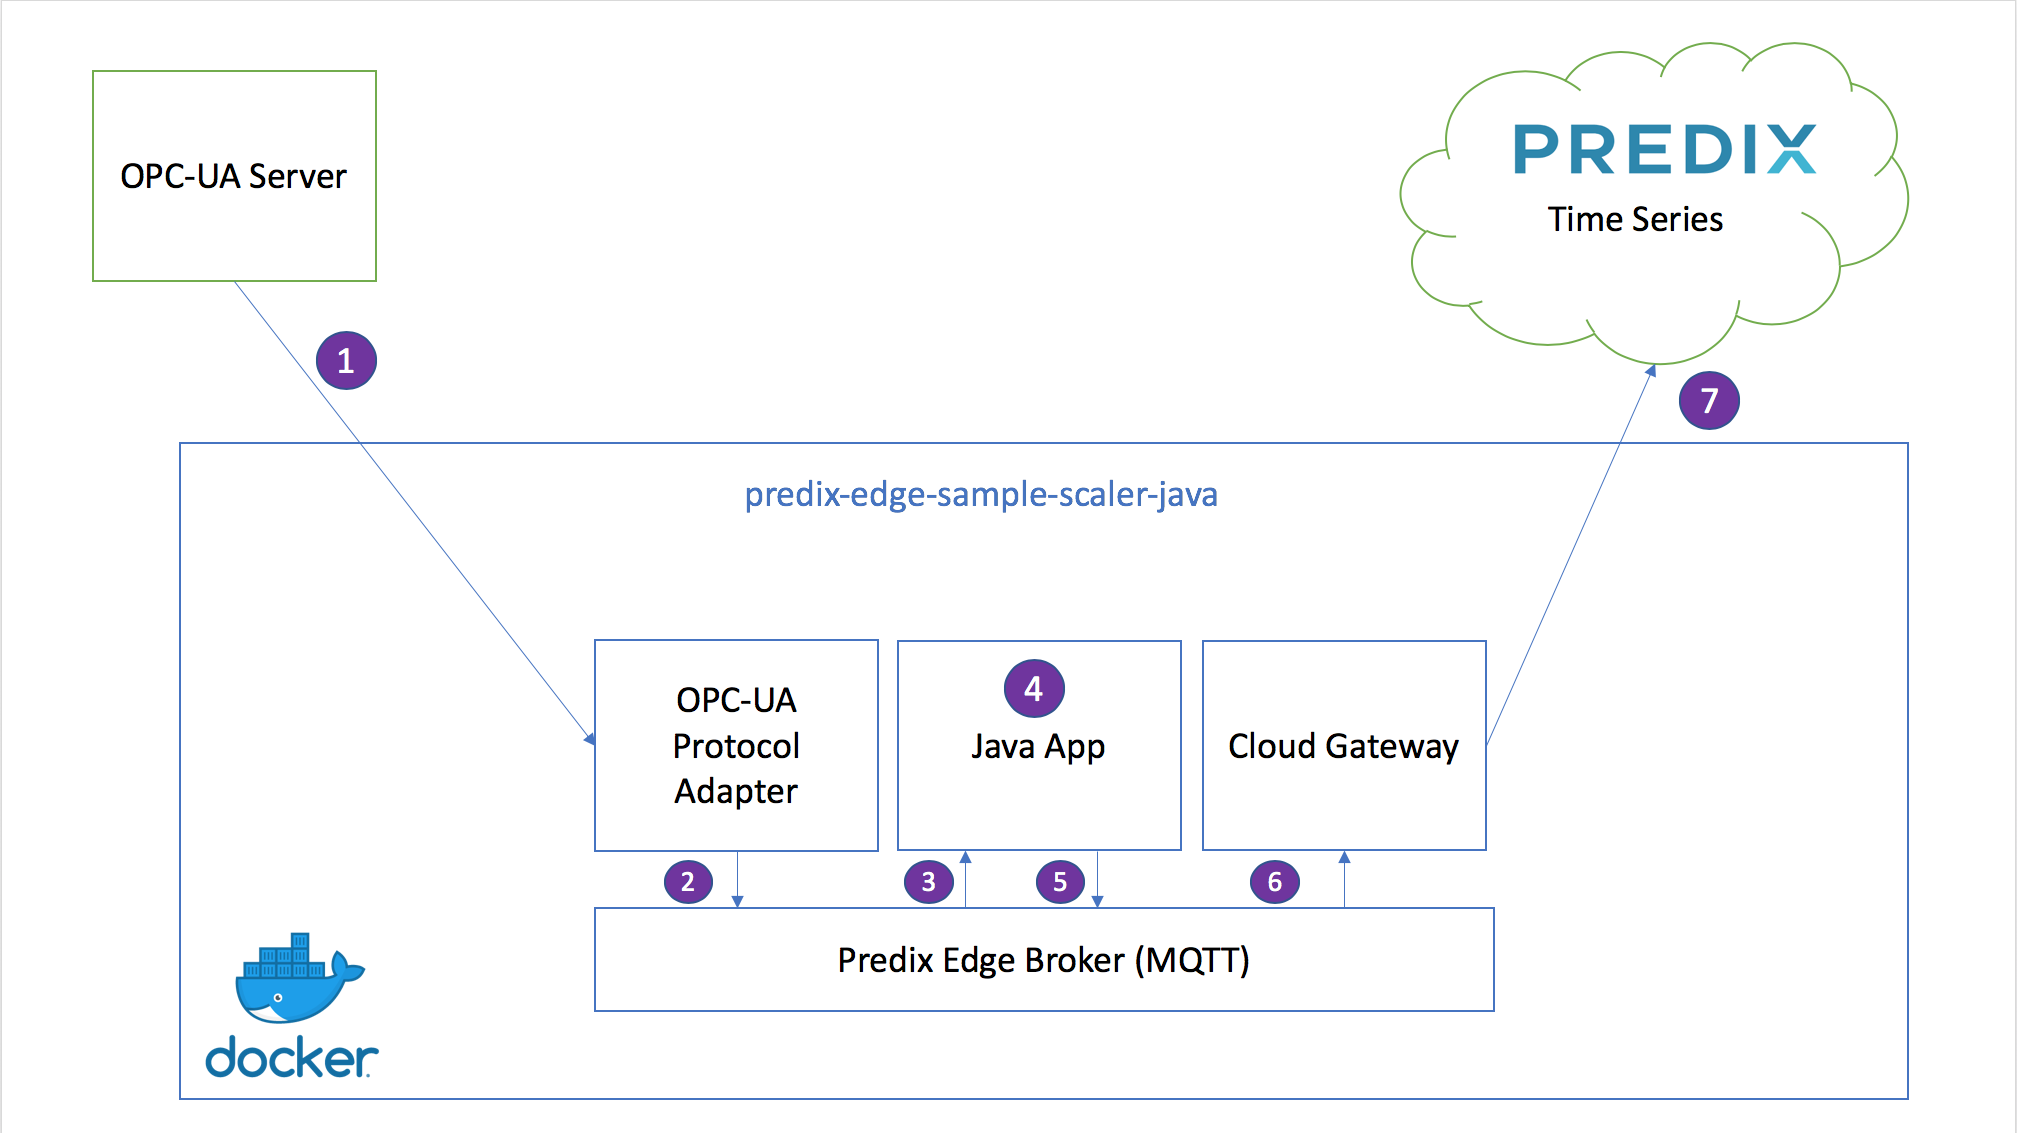 OPC-UA Server
PREDIX
Time Series
1
7
predix-edge-sample-scaler-java
OPC-UA
Protocol
Adapter
4
Java App
Cloud Gateway
2
3
5
6
Predix Edge Broker (MQTT)
docker